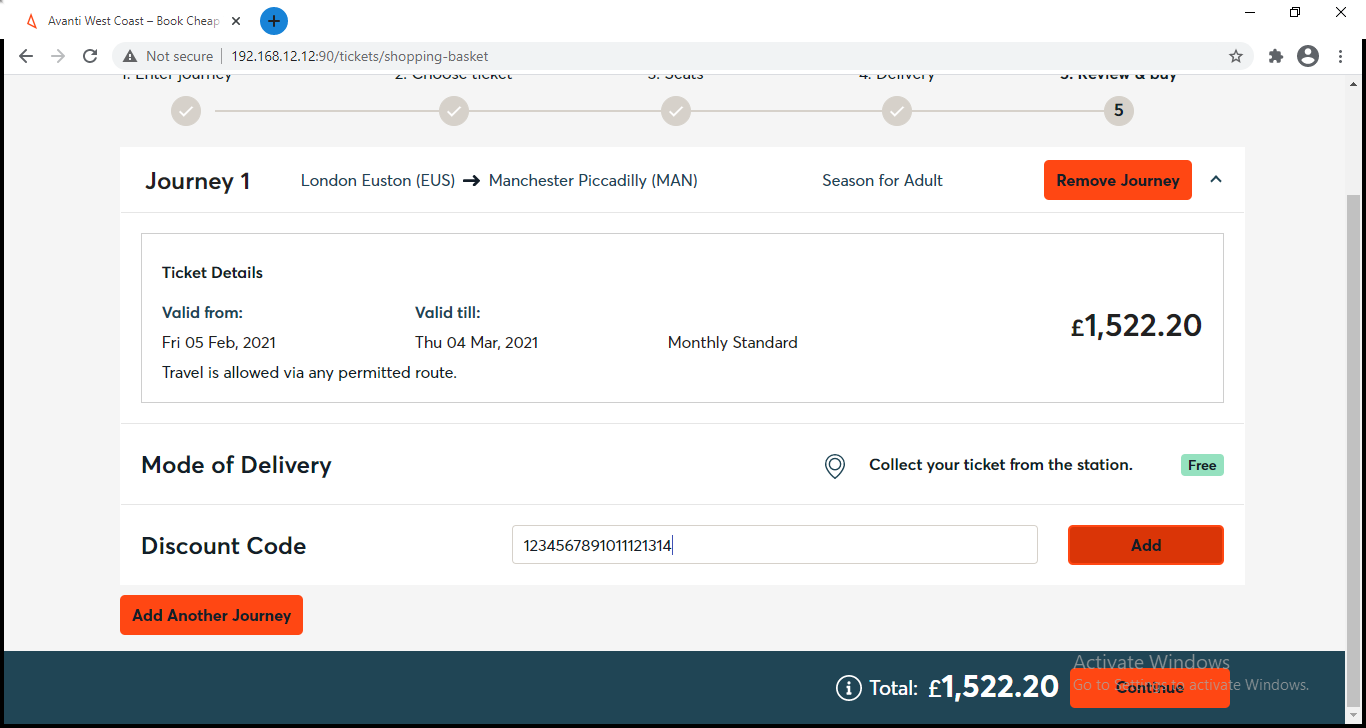 Avanti West Coast – Book Cheap
Not secure 192.168.12.12:90/tickets/shopping-basket
1. Enter journey 2. Choose ticket 3. Seats 4. Delivery 5. Review & buy
5
Journey 1 London Euston (EUS) → Manchester Piccadilly (MAN) Season for Adult Remove Journey
Ticket Details
Valid from: Valid till:
Fri 05 Feb, 2021 Thu 04 Mar, 2021 Monthly Standard £1,522.20
Travel is allowed via any permitted route.
Mode of Delivery Collect your ticket from the station. Free
Discount Code 1234567891011121314 Add
Add Another Journey
Total: £1,522.20 Continue
Activate Windows
Go to Settings to activate Windows.